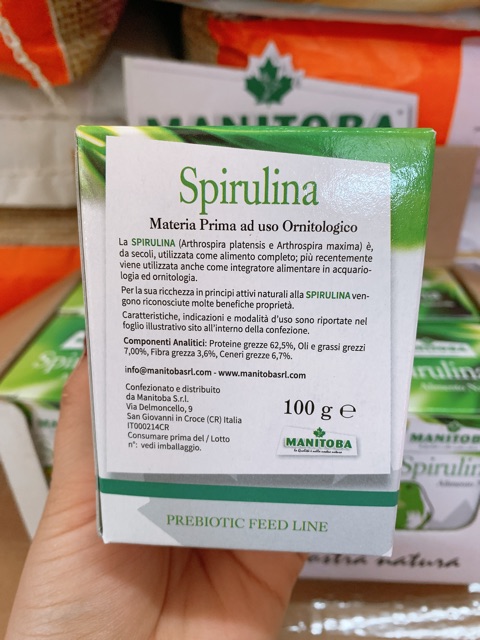 MANITOBA
Spirulina
Materia Prima ad uso Ornitologico
La SPIRULINA (Arthrospira platensis e Arthrospira maxima) è,
da secoli, utilizzata come alimento completo; più recentemente
viene utilizzata anche come integratore alimentare in acquario-
logia ed ornitologia.
Per la sua ricchezza in principi attivi naturali alla SPIRULINA ven-
gono riconosciute molte benefiche proprietà.
Caratteristiche, indicazioni e modalità d'uso sono riportate nel
foglio illustrativo sito all'interno della confezione.
Componenti Analitici: Proteine grezze 62,5%, Oli e grassi grezzi
7,00%, Fibra grezza 3,6%, Ceneri grezze 6,7%.
info@manitobasrl.com - www.manitobasrl.com
Confezionato e distribuito
da Manitoba S.r.l.
Via Delmoncello, 9
San Giovanni in Croce (CR) Italia
IT000214CR
Consumare prima del / Lotto
n°: vedi imballaggio.
100 g ℮
MANITOBA
PREBIOTIC FEED LINE
Spiru
MANITOBA
Spirulin
Alimento
natura